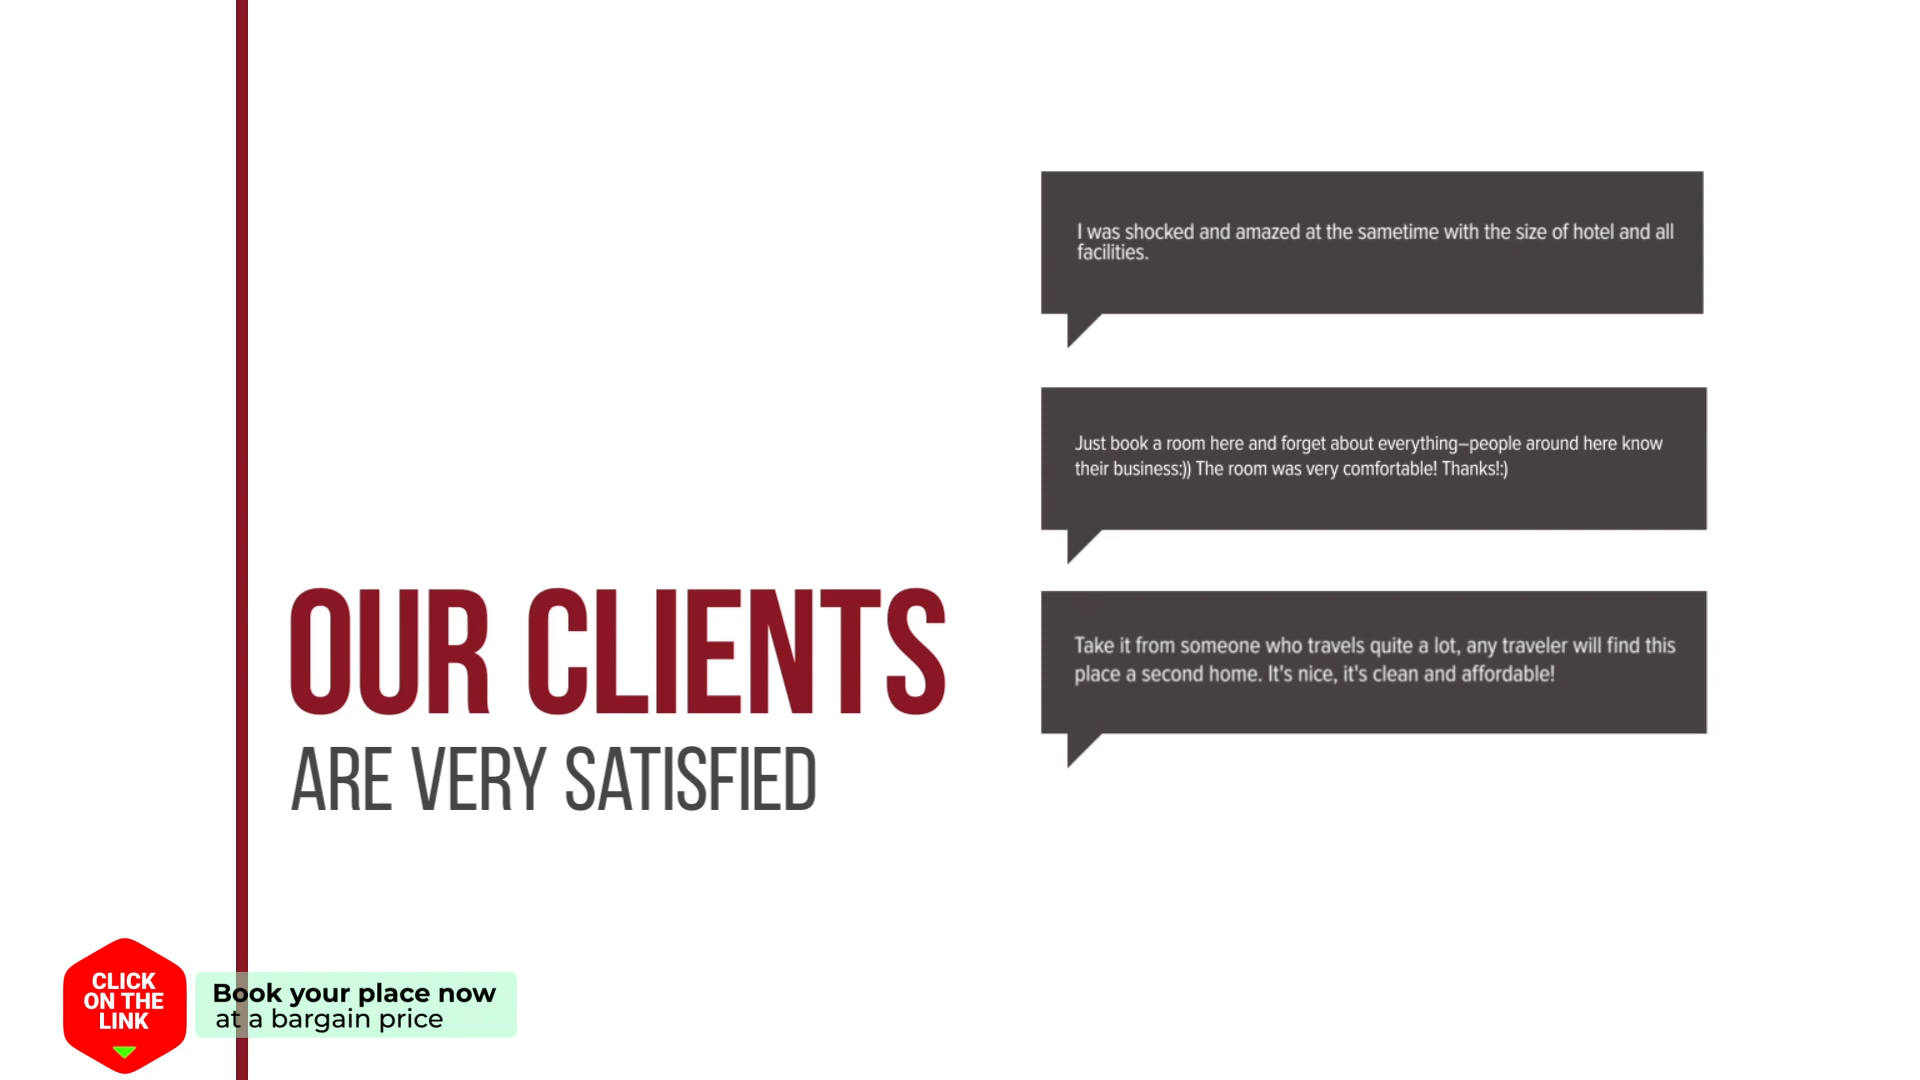 I was shocked and amazed at the sametime with the size of hotel and all
facilities.
Just book a room here and forget about everything–people around here know
their business:)) The room was very comfortable! Thanks!:)
OUR CLIENTS
ARE VERY SATISFIED
Take it from someone who travels quite a lot, any traveler will find this
place a second home. It's nice, it's clean and affordable!
CLICK
ON THE
LINK
Book your place now
at a bargain price